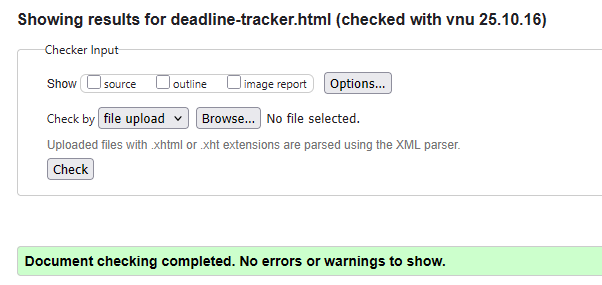 Showing results for deadline-tracker.html (checked with vnu 25.10.16)
Checker Input
Show source outline image report Options...
Check by file upload Browse... No file selected.
Uploaded files with .xhtml or .xht extensions are parsed using the XML parser.
Check
Document checking completed. No errors or warnings to show.